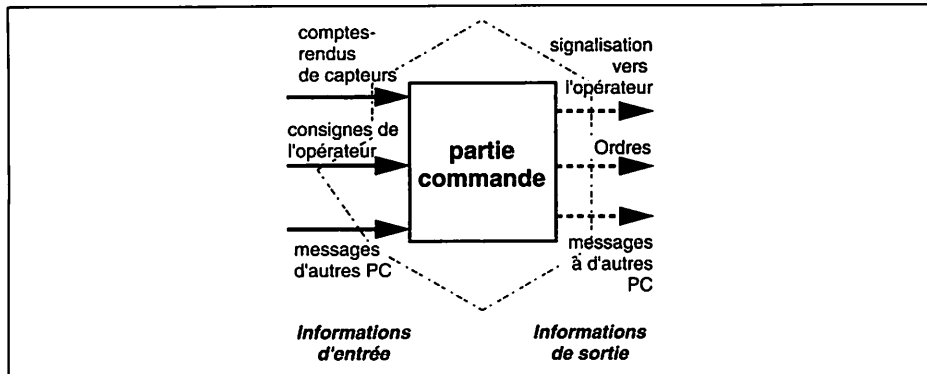 comptes-
rendus
de capteurs
consignes de
l'opérateur
messages
d'autres PC
partie
commande
signalisation
vers
l'opérateur
Ordres
messages
à d'autres
PC
Informations
d'entrée
Informations
de sortie